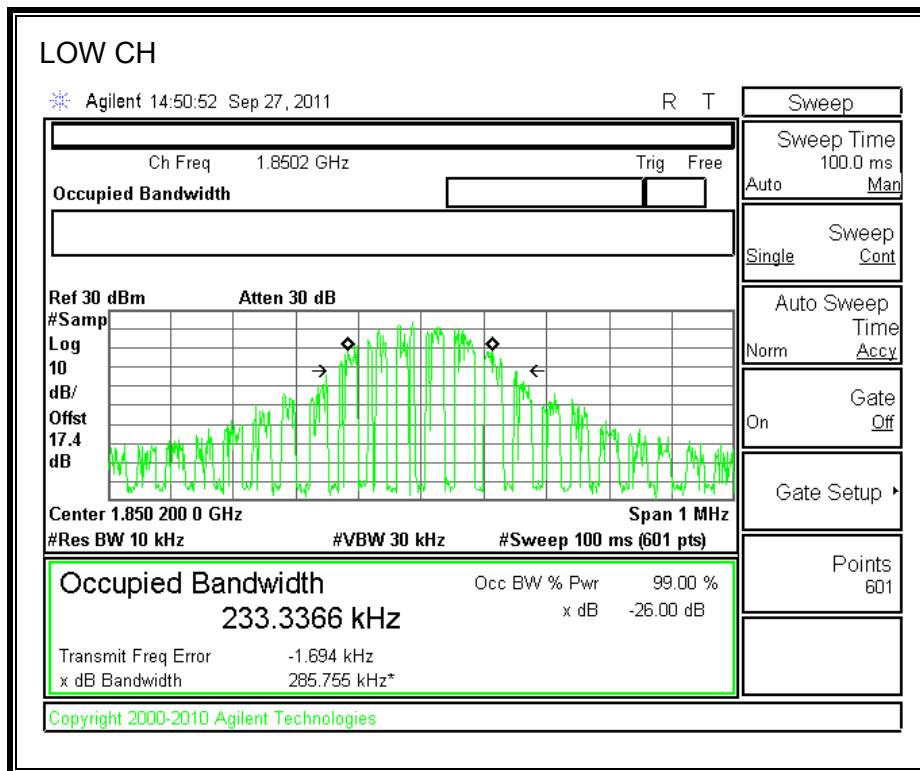 LOW CH
Agilent 14:50:52 Sep 27, 2011 R T
Ch Freq 1.8502 GHz Trig Free
Occupied Bandwidth
Ref 30 dBm Atten 30 dB
#Samp
Log
10
dB/
Offst
17.4
dB
Center 1.850 200 0 GHz Span 1 MHz
#Res BW 10 kHz #VBW 30 kHz #Sweep 100 ms (601 pts)
Occupied Bandwidth Occ BW % Pwr 99.00 %
233.3366 kHz x dB -26.00 dB
Transmit Freq Error -1.694 kHz
x dB Bandwidth 285.755 kHz*
Copyright 2000-2010 Agilent Technologies
Sweep
Sweep Time
100.0 ms
Auto Man
Sweep
Single Cont
Auto Sweep
Time
Norm Accy
Gate
On Off
Gate Setup
Points
601